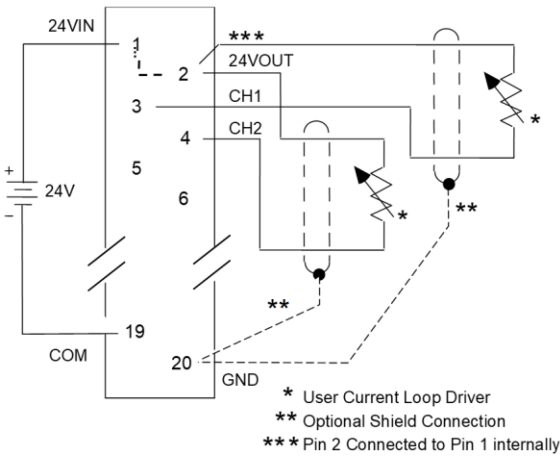 24VIN
1
***
2
24VOUT
3
CH1
*
4
CH2
5
+
24V
6
*
**
−
**
19
COM
20
GND
* User Current Loop Driver
** Optional Shield Connection
*** Pin 2 Connected to Pin 1 internally